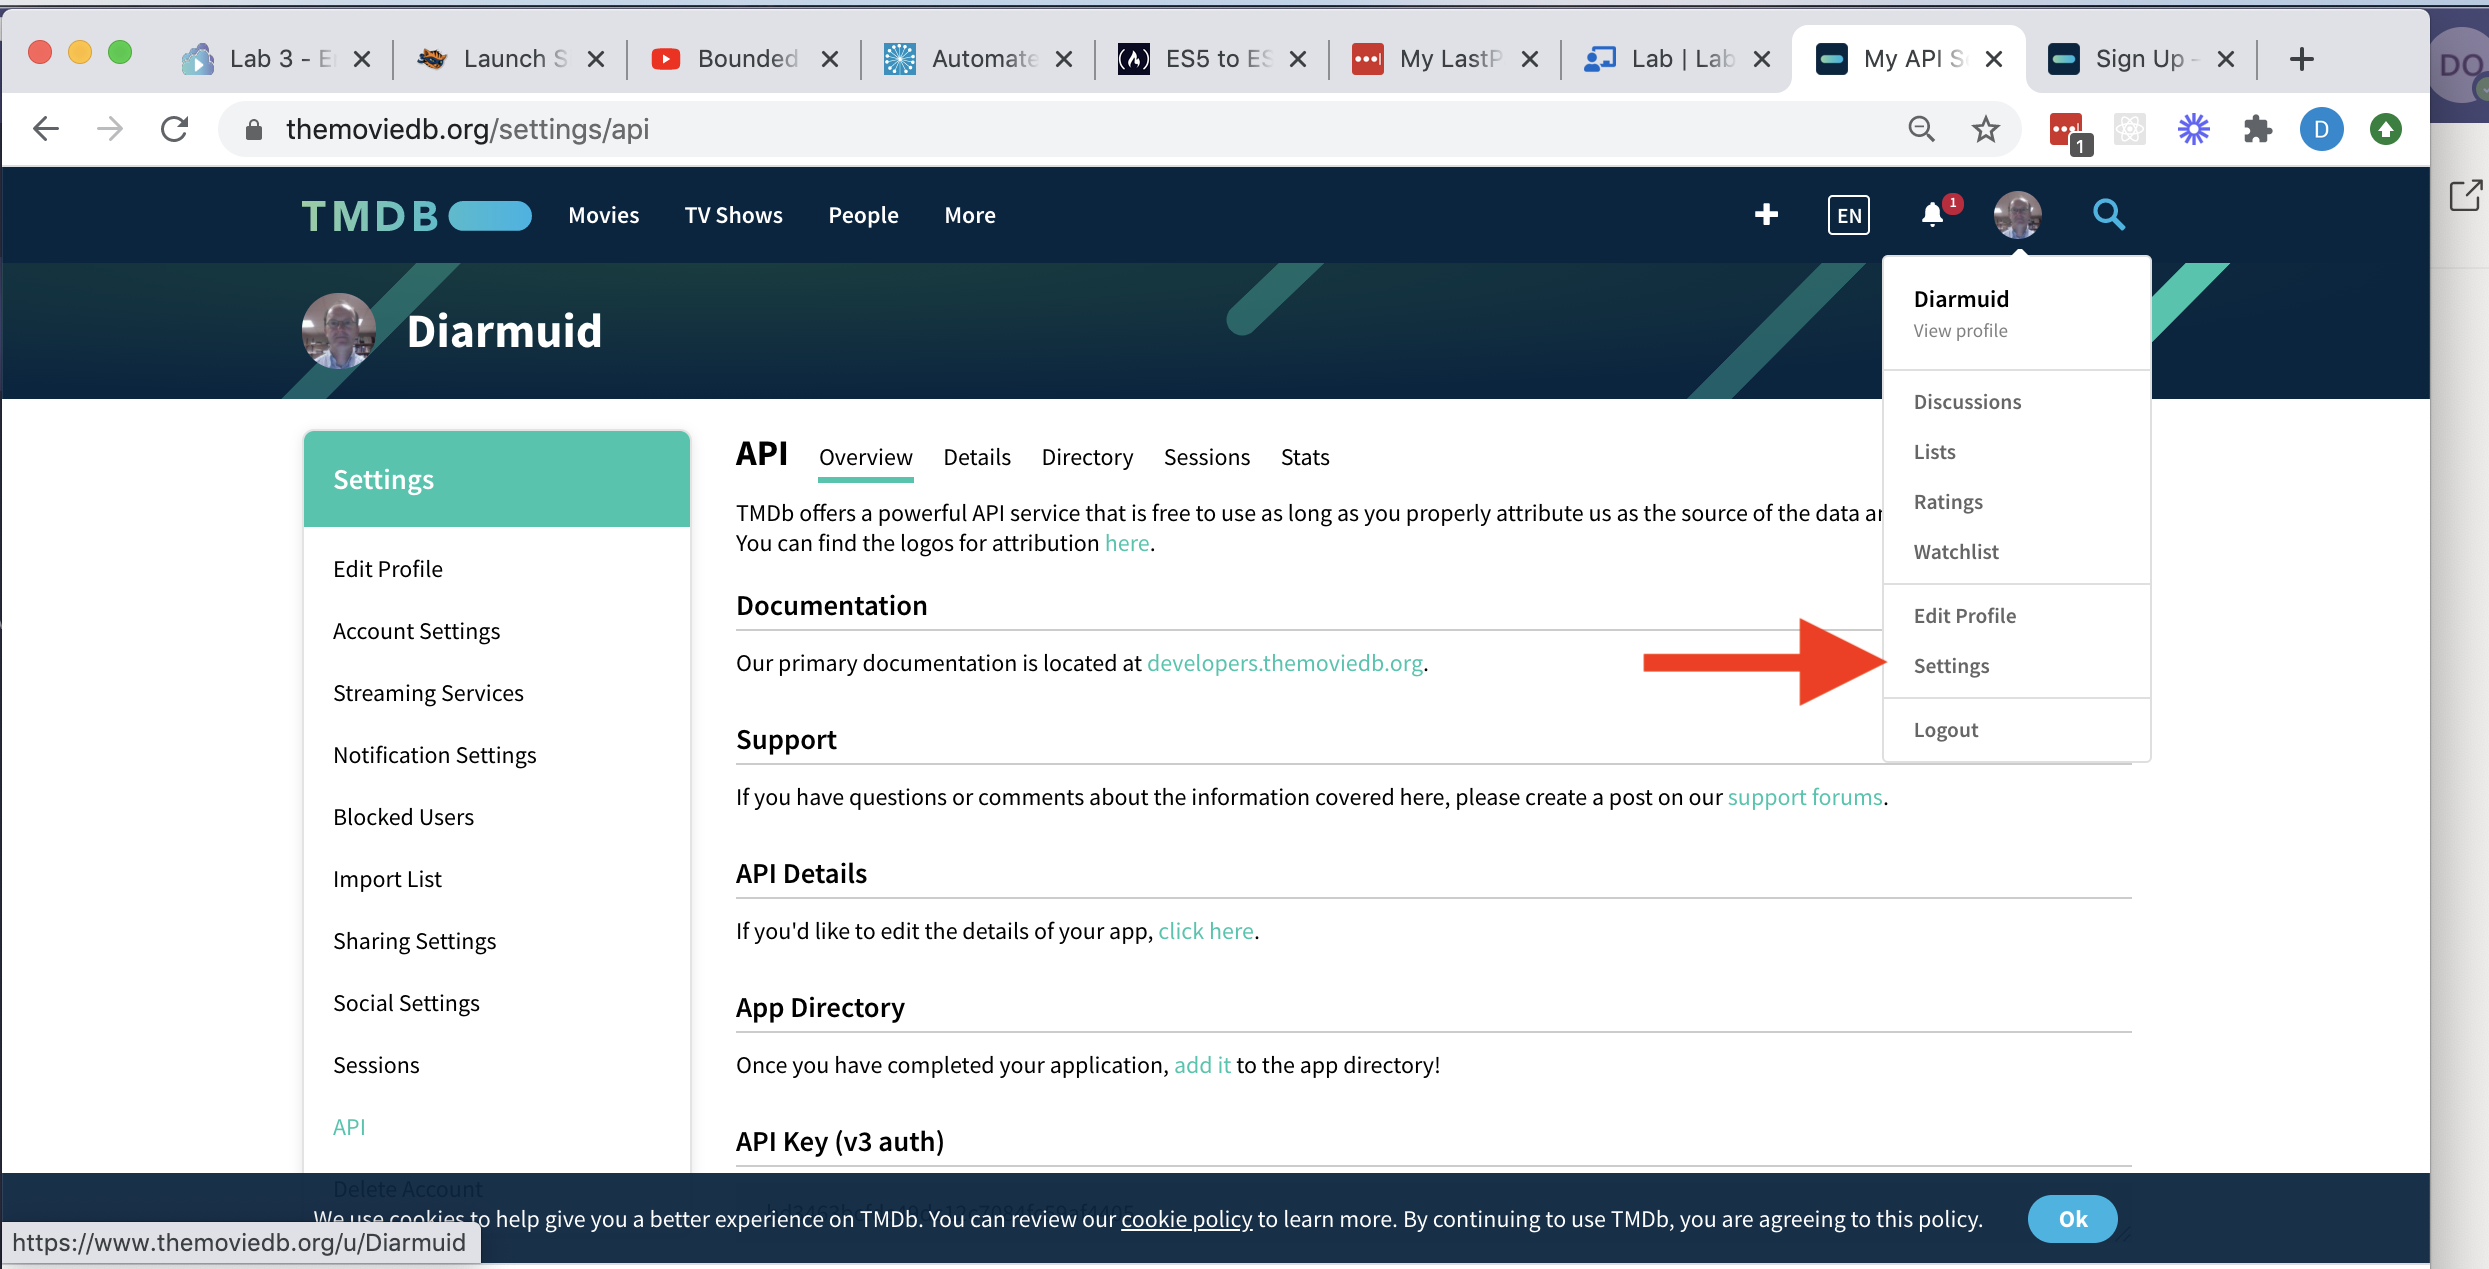 Lab 3 - E
Launch S
Bounded
Automate
ES5 to ES
My LastP
Lab | Lab
My API S
Sign Up -
DO
themoviedb.org/settings/api
1
D
TMDB
Movies
TV Shows
People
More
EN
1
Diarmuid
Diarmuid
View profile
Discussions
Lists
Ratings
Watchlist
Edit Profile
Settings
Logout
Settings
Edit Profile
Account Settings
Streaming Services
Notification Settings
Blocked Users
Import List
Sharing Settings
Social Settings
Sessions
API
Delete Account
API
Overview
Details
Directory
Sessions
Stats
TMDb offers a powerful API service that is free to use as long as you properly attribute us as the source of the data
You can find the logos for attribution here.
Documentation
Our primary documentation is located at developers.themoviedb.org.
Support
If you have questions or comments about the information covered here, please create a post on our support forums.
API Details
If you'd like to edit the details of your app, click here.
App Directory
Once you have completed your application, add it to the app directory!
API Key (v3 auth)
We use cookies to help give you a better experience on TMDb. You can review our cookie policy to learn more. By continuing to use TMDb, you are agreeing to this policy.
Ok
https://www.themoviedb.org/u/Diarmuid